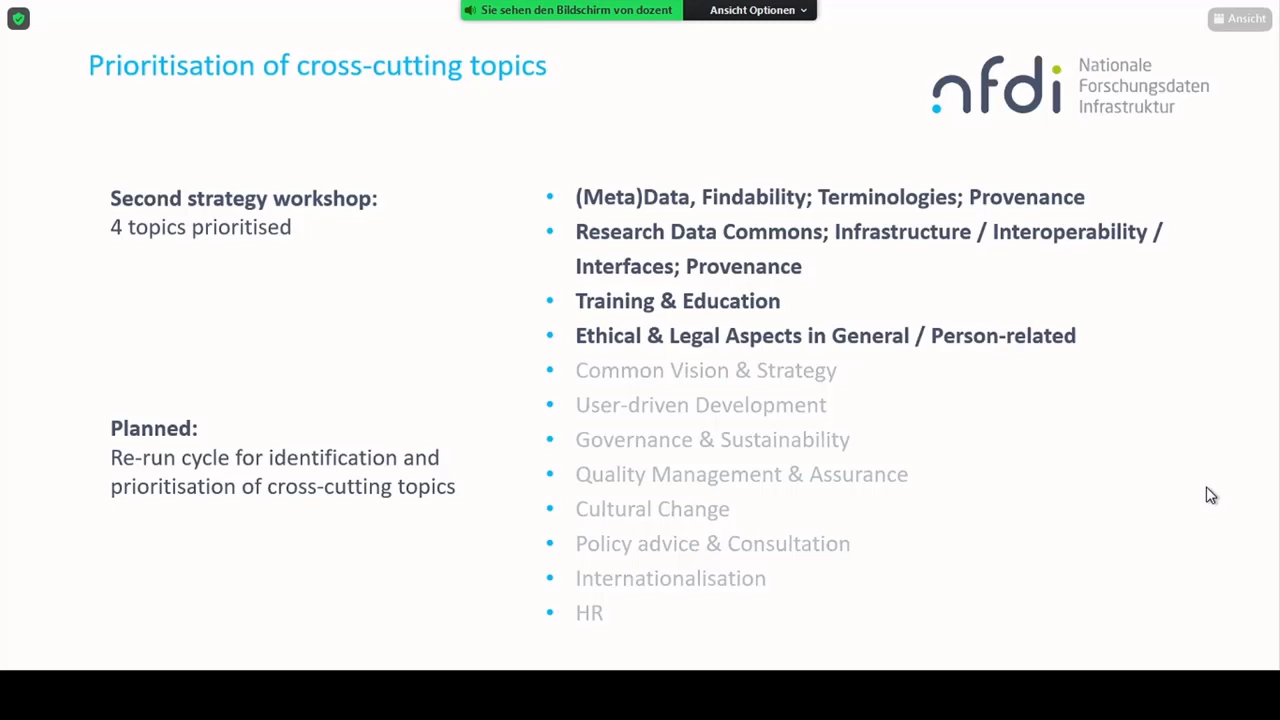 Sie sehen den Bildschirm von dozent
Ansicht Optionen
Ansicht
Prioritisation of cross-cutting topics
nfdi
Nationale
Forschungsdaten
Infrastruktur
Second strategy workshop:
4 topics prioritised
Planned:
Re-run cycle for identification and
prioritisation of cross-cutting topics
• (Meta)Data, Findability; Terminologies; Provenance
• Research Data Commons; Infrastructure / Interoperability /
Interfaces; Provenance
• Training & Education
• Ethical & Legal Aspects in General / Person-related
• Common Vision & Strategy
• User-driven Development
• Governance & Sustainability
• Quality Management & Assurance
• Cultural Change
• Policy advice & Consultation
• Internationalisation
• HR